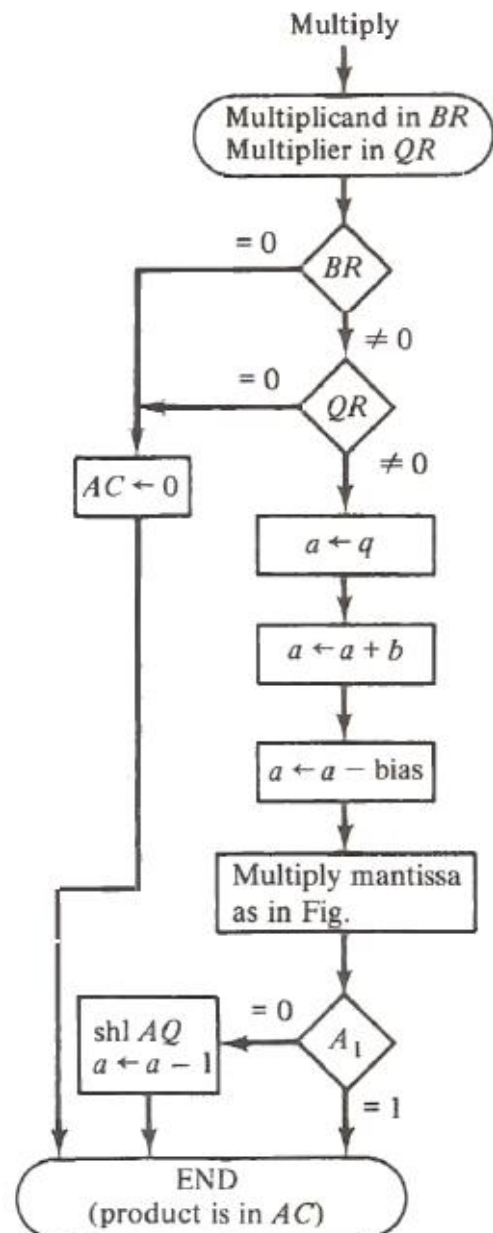 Multiply
Multiplicand in BR
Multiplier in QR
= 0
BR
≠ 0
= 0
QR
≠ 0
AC ← 0
a ← q
a ← a + b
a ← a − bias
Multiply mantissa
as in Fig.
shl AQ
a ← a − 1
= 0
A₁
= 1
END
(product is in AC)